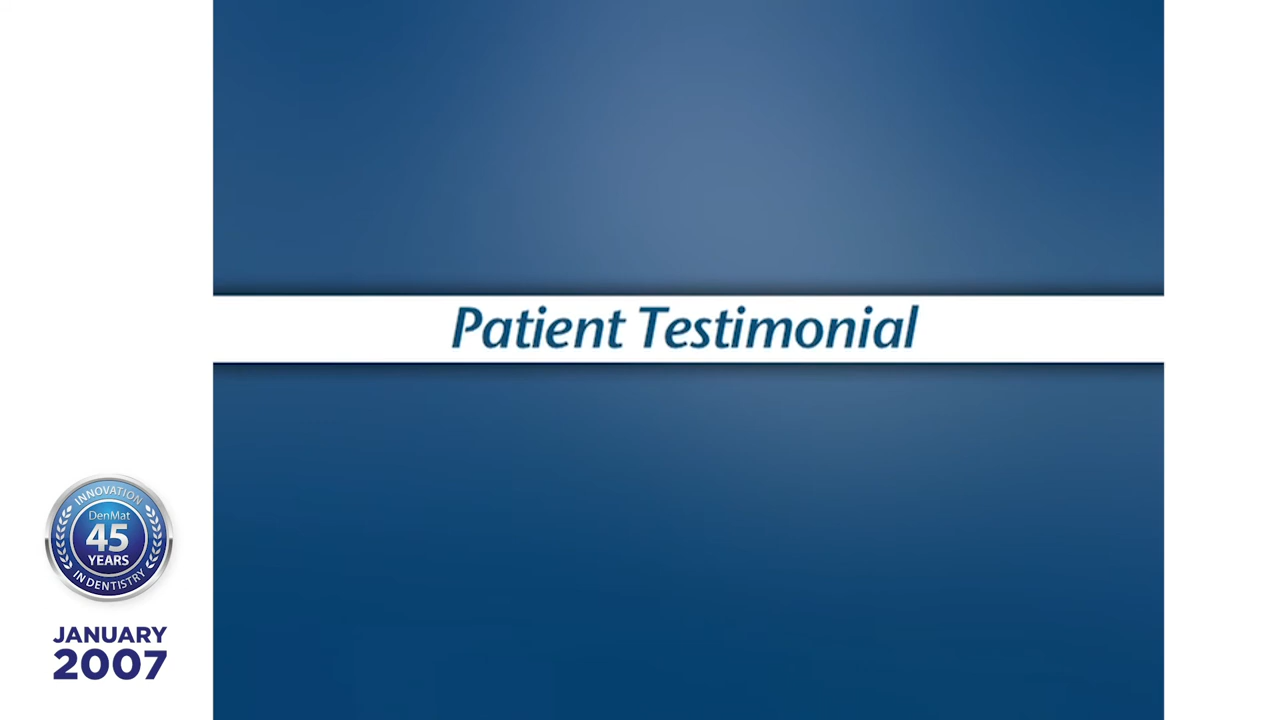 Patient Testimonial
INNOVATION
DenMat
45
YEARS
IN DENTISTRY
JANUARY
2007